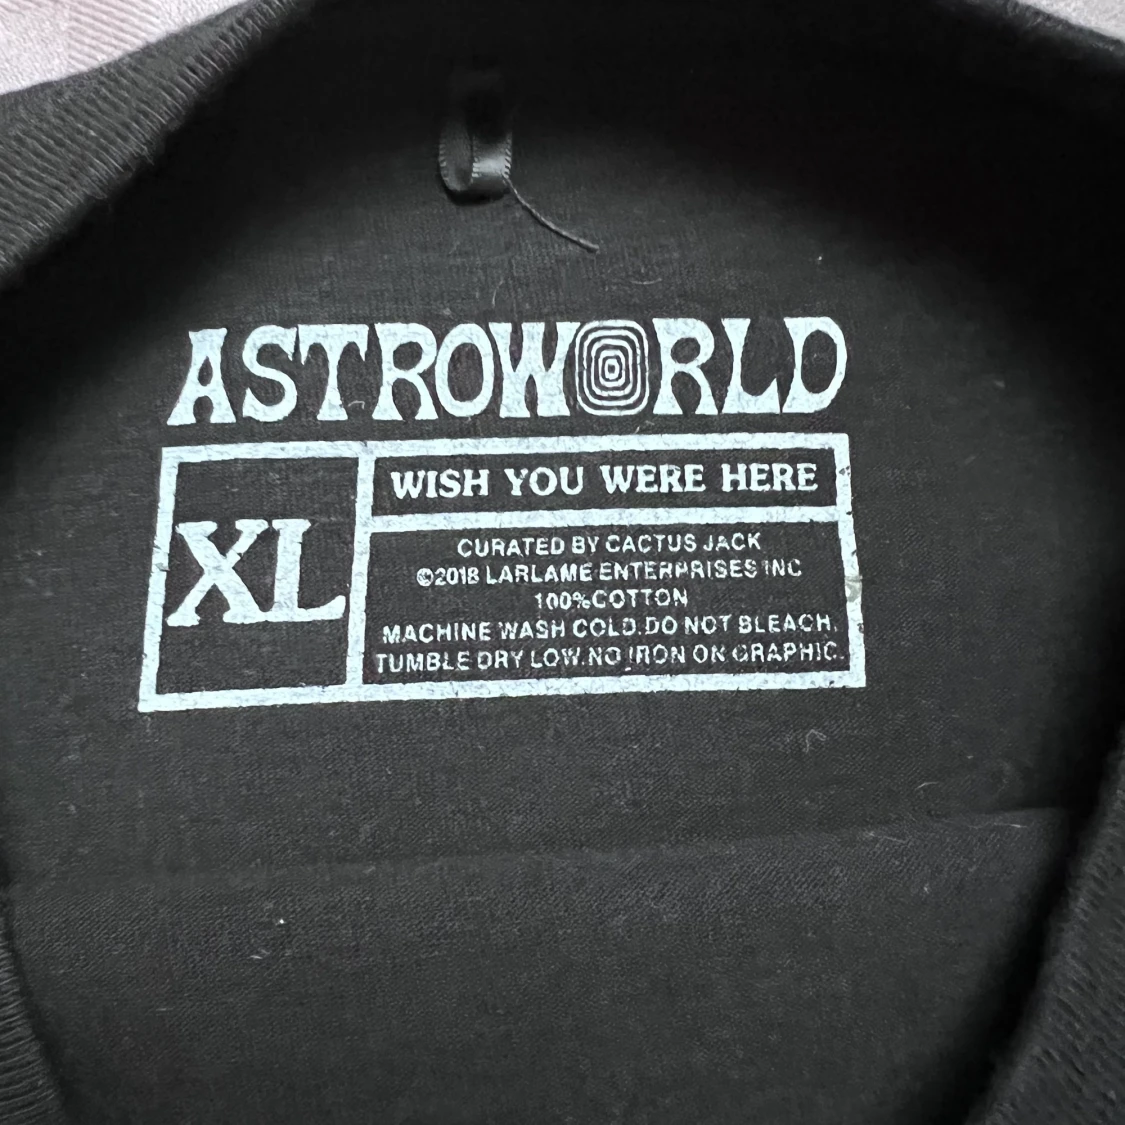 ASTROWORLD
XL
WISH YOU WERE HERE
CURATED BY CACTUS JACK
©2018 LARLAME ENTERPRISES INC
100%COTTON
MACHINE WASH COLD.DO NOT BLEACH.
TUMBLE DRY LOW.NO IRON ON GRAPHIC.